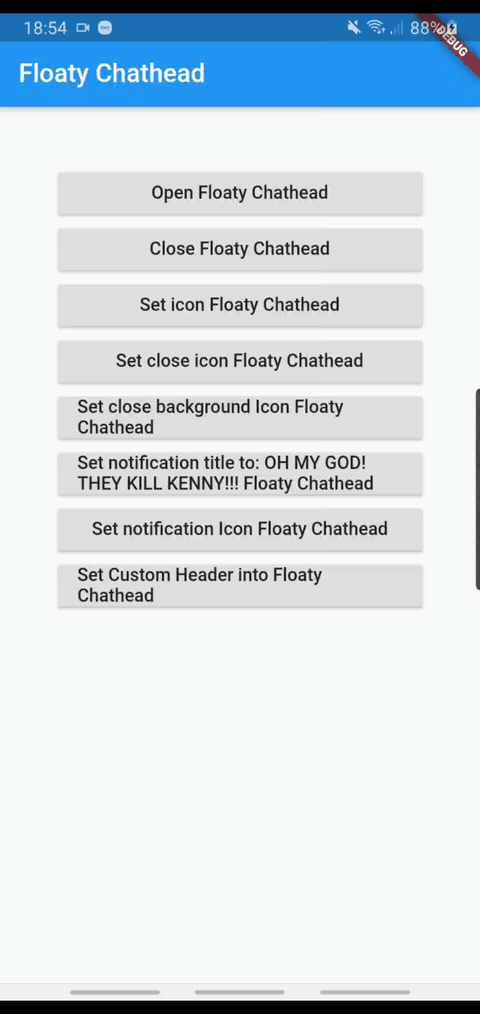 18:54 88%
DEBUG
Floaty Chathead
Open Floaty Chathead
Close Floaty Chathead
Set icon Floaty Chathead
Set close icon Floaty Chathead
Set close background Icon Floaty
Chathead
Set notification title to: OH MY GOD!
THEY KILL KENNY!!! Floaty Chathead
Set notification Icon Floaty Chathead
Set Custom Header into Floaty
Chathead